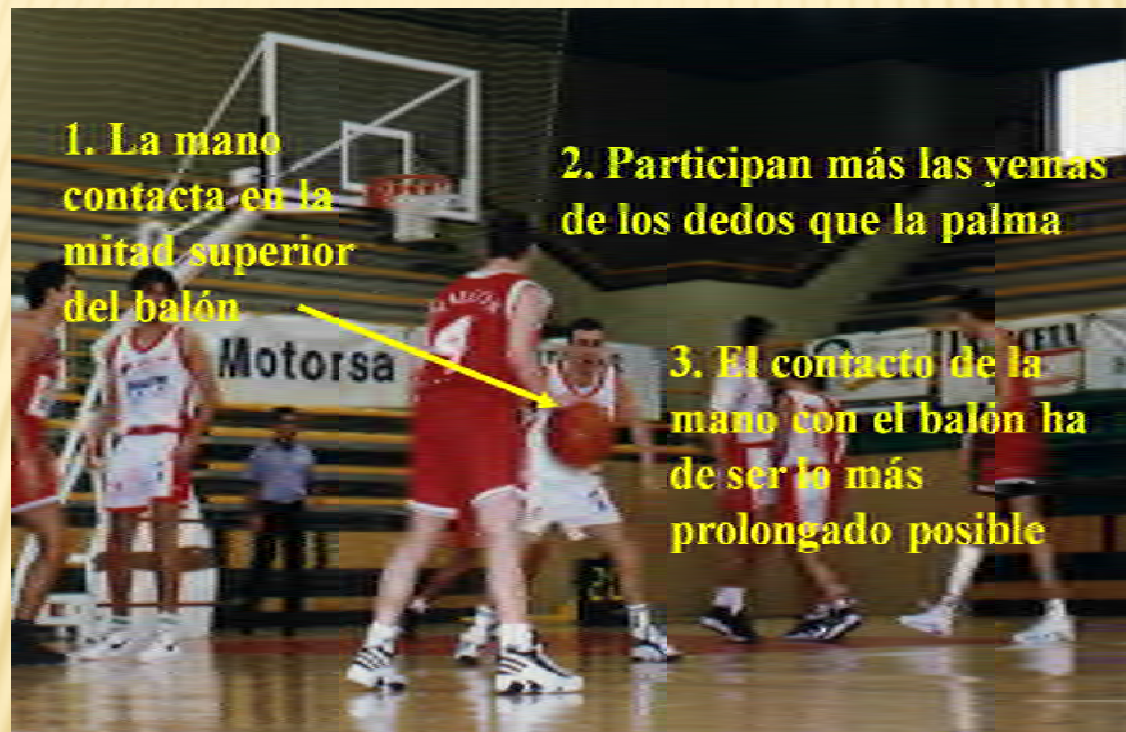 1. La mano
contacta en la
mitad superior
del balón
2. Participan más las yemas
de los dedos que la palma
3. El contacto de la
mano con el balón ha
de ser lo más
prolongado posible
Motorsa
4